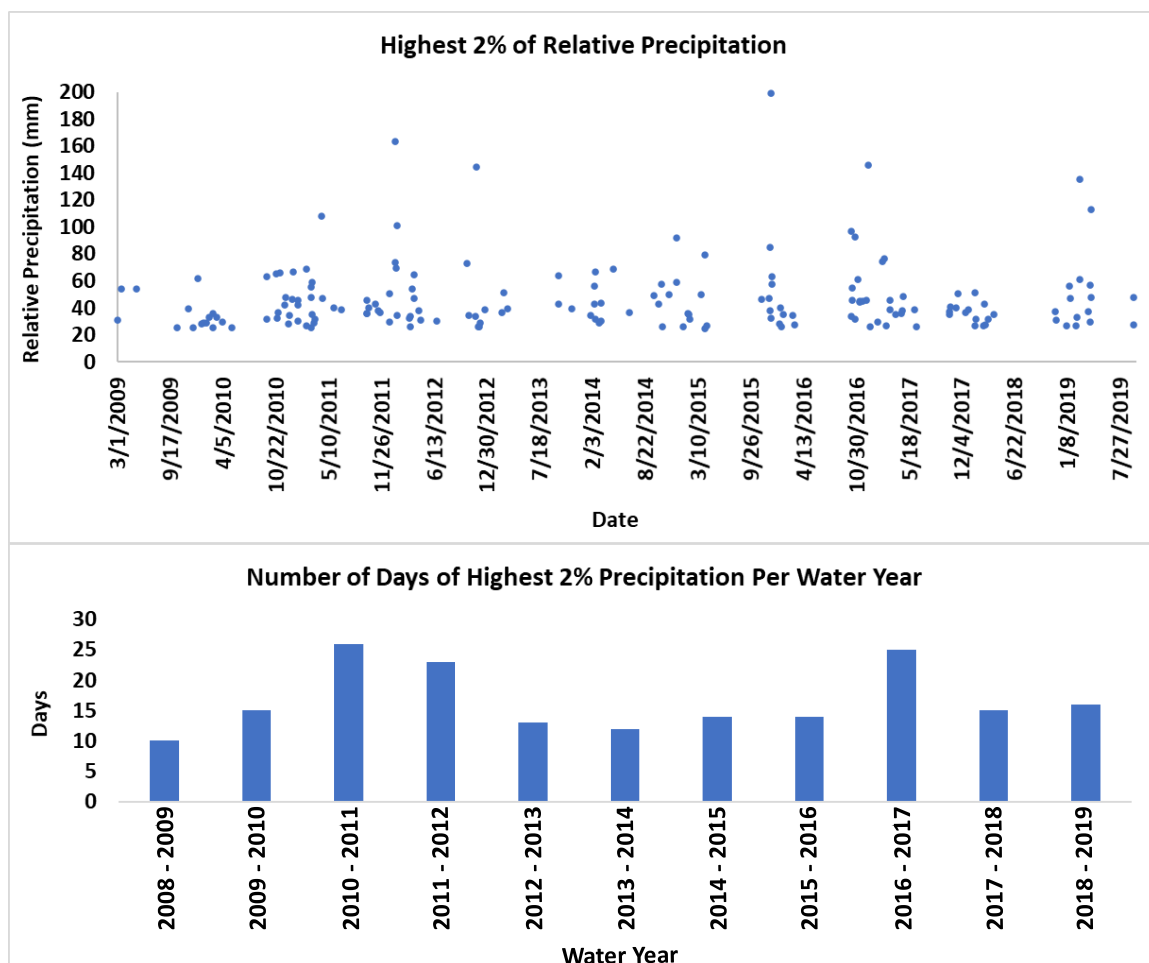 Highest 2% of Relative Precipitation
Relative Precipitation (mm)
200
180
160
140
120
100
80
60
40
20
0
3/1/2009
9/17/2009
4/5/2010
10/22/2010
5/10/2011
11/26/2011
6/13/2012
12/30/2012
7/18/2013
2/3/2014
8/22/2014
3/10/2015
9/26/2015
4/13/2016
10/30/2016
5/18/2017
12/4/2017
6/22/2018
1/8/2019
7/27/2019
Date
Number of Days of Highest 2% Precipitation Per Water Year
Days
30
25
20
15
10
5
0
2008 - 2009
2009 - 2010
2010 - 2011
2011 - 2012
2012 - 2013
2013 - 2014
2014 - 2015
2015 - 2016
2016 - 2017
2017 - 2018
2018 - 2019
Water Year